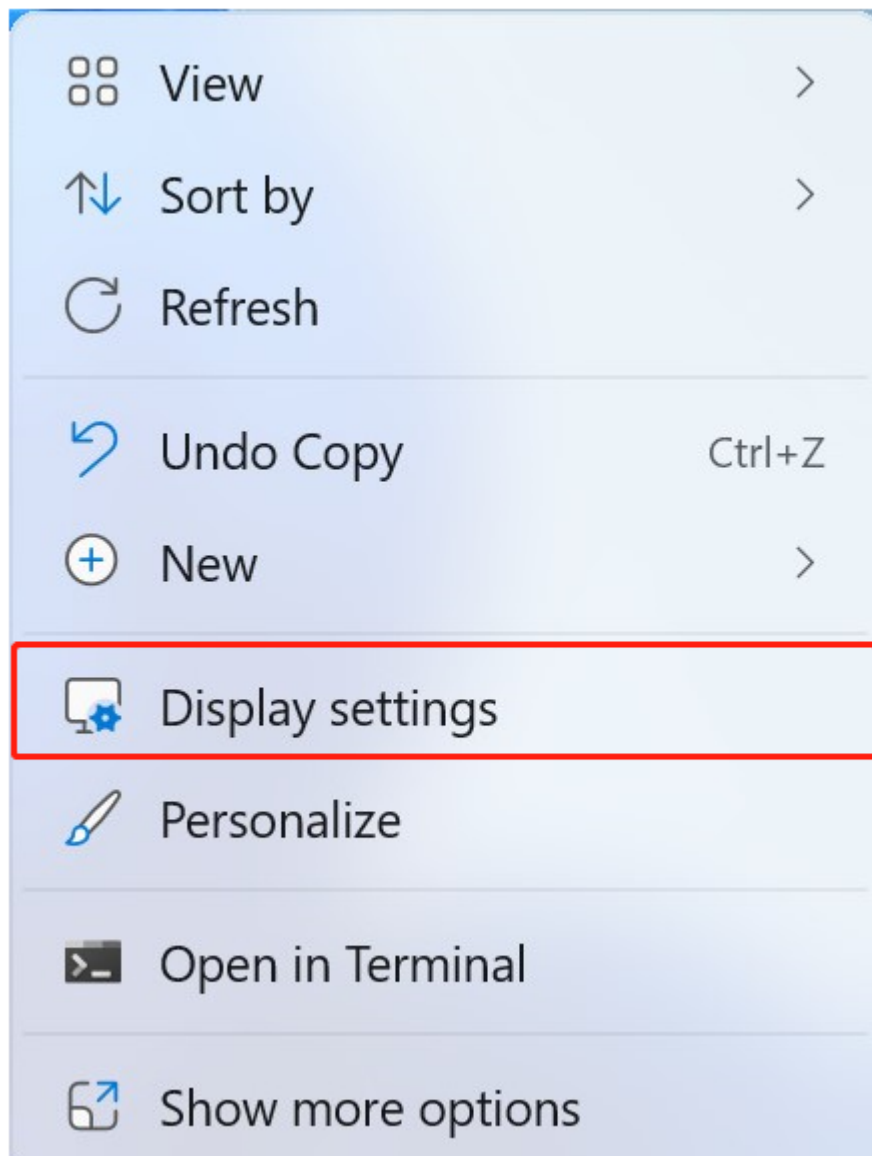 View
Sort by
Refresh
Undo Copy Ctrl+Z
New
Display settings
Personalize
Open in Terminal
Show more options